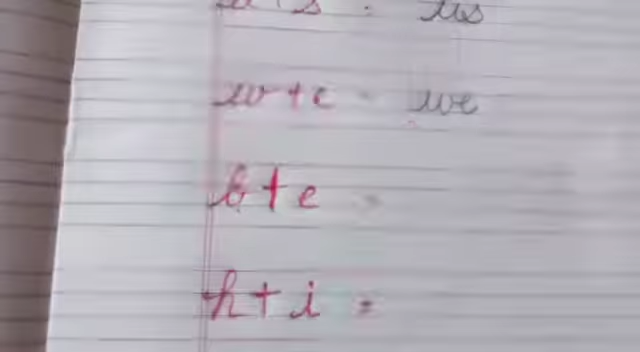 u + s = us
w + e = we
b + e =
h + i =